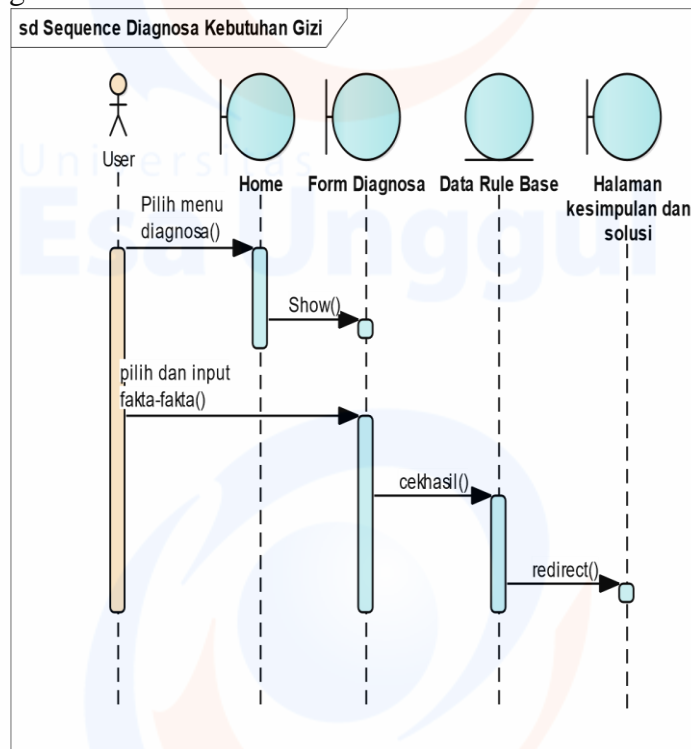 sd Sequence Diagnosa Kebutuhan Gizi
User
Home
Form Diagnosa
Data Rule Base
Halaman
kesimpulan dan
solusi
Universitas
Esa Unggul
Pilih menu
diagnosa()
Show()
pilih dan input
fakta-fakta()
cekhasil()
redirect()